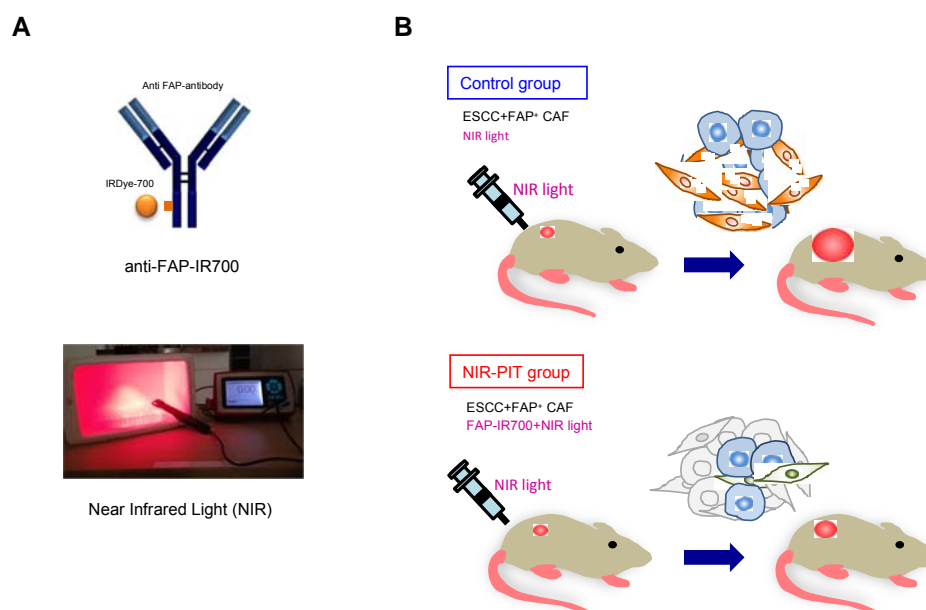 A
Anti FAP-antibody
IRDye-700
anti-FAP-IR700
Near Infrared Light (NIR)
B
Control group
ESCC+FAP⁺ CAF
NIR light
NIR light
NIR-PIT group
ESCC+FAP⁺ CAF
FAP-IR700+NIR light
NIR light